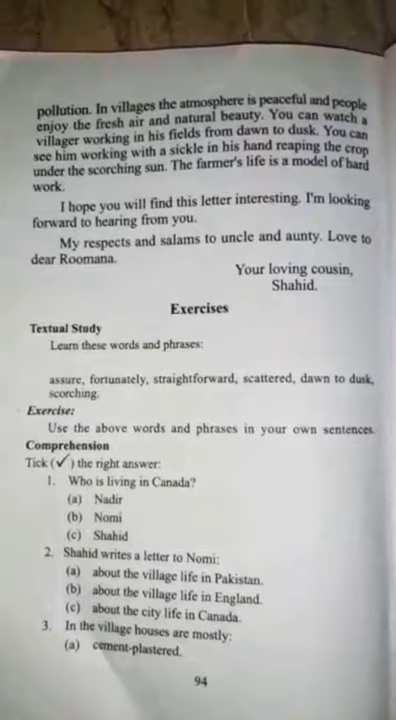 pollution. In villages the atmosphere is peaceful and people
enjoy the fresh air and natural beauty. You can watch a
villager working in his fields from dawn to dusk. You can
see him working with a sickle in his hand reaping the crop
under the scorching sun. The farmer's life is a model of hard
work.
I hope you will find this letter interesting. I'm looking
forward to hearing from you.
My respects and salams to uncle and aunty. Love to
dear Roomana.
Your loving cousin,
Shahid.
Exercises
Textual Study
Learn these words and phrases:
assure, fortunately, straightforward, scattered, dawn to dusk,
scorching.
Exercise:
Use the above words and phrases in your own sentences.
Comprehension
Tick (✓) the right answer:
1. Who is living in Canada?
(a) Nadir
(b) Nomi
(c) Shahid
2. Shahid writes a letter to Nomi:
(a) about the village life in Pakistan.
(b) about the village life in England.
(c) about the city life in Canada.
3. In the village houses are mostly:
(a) cement-plastered.
94